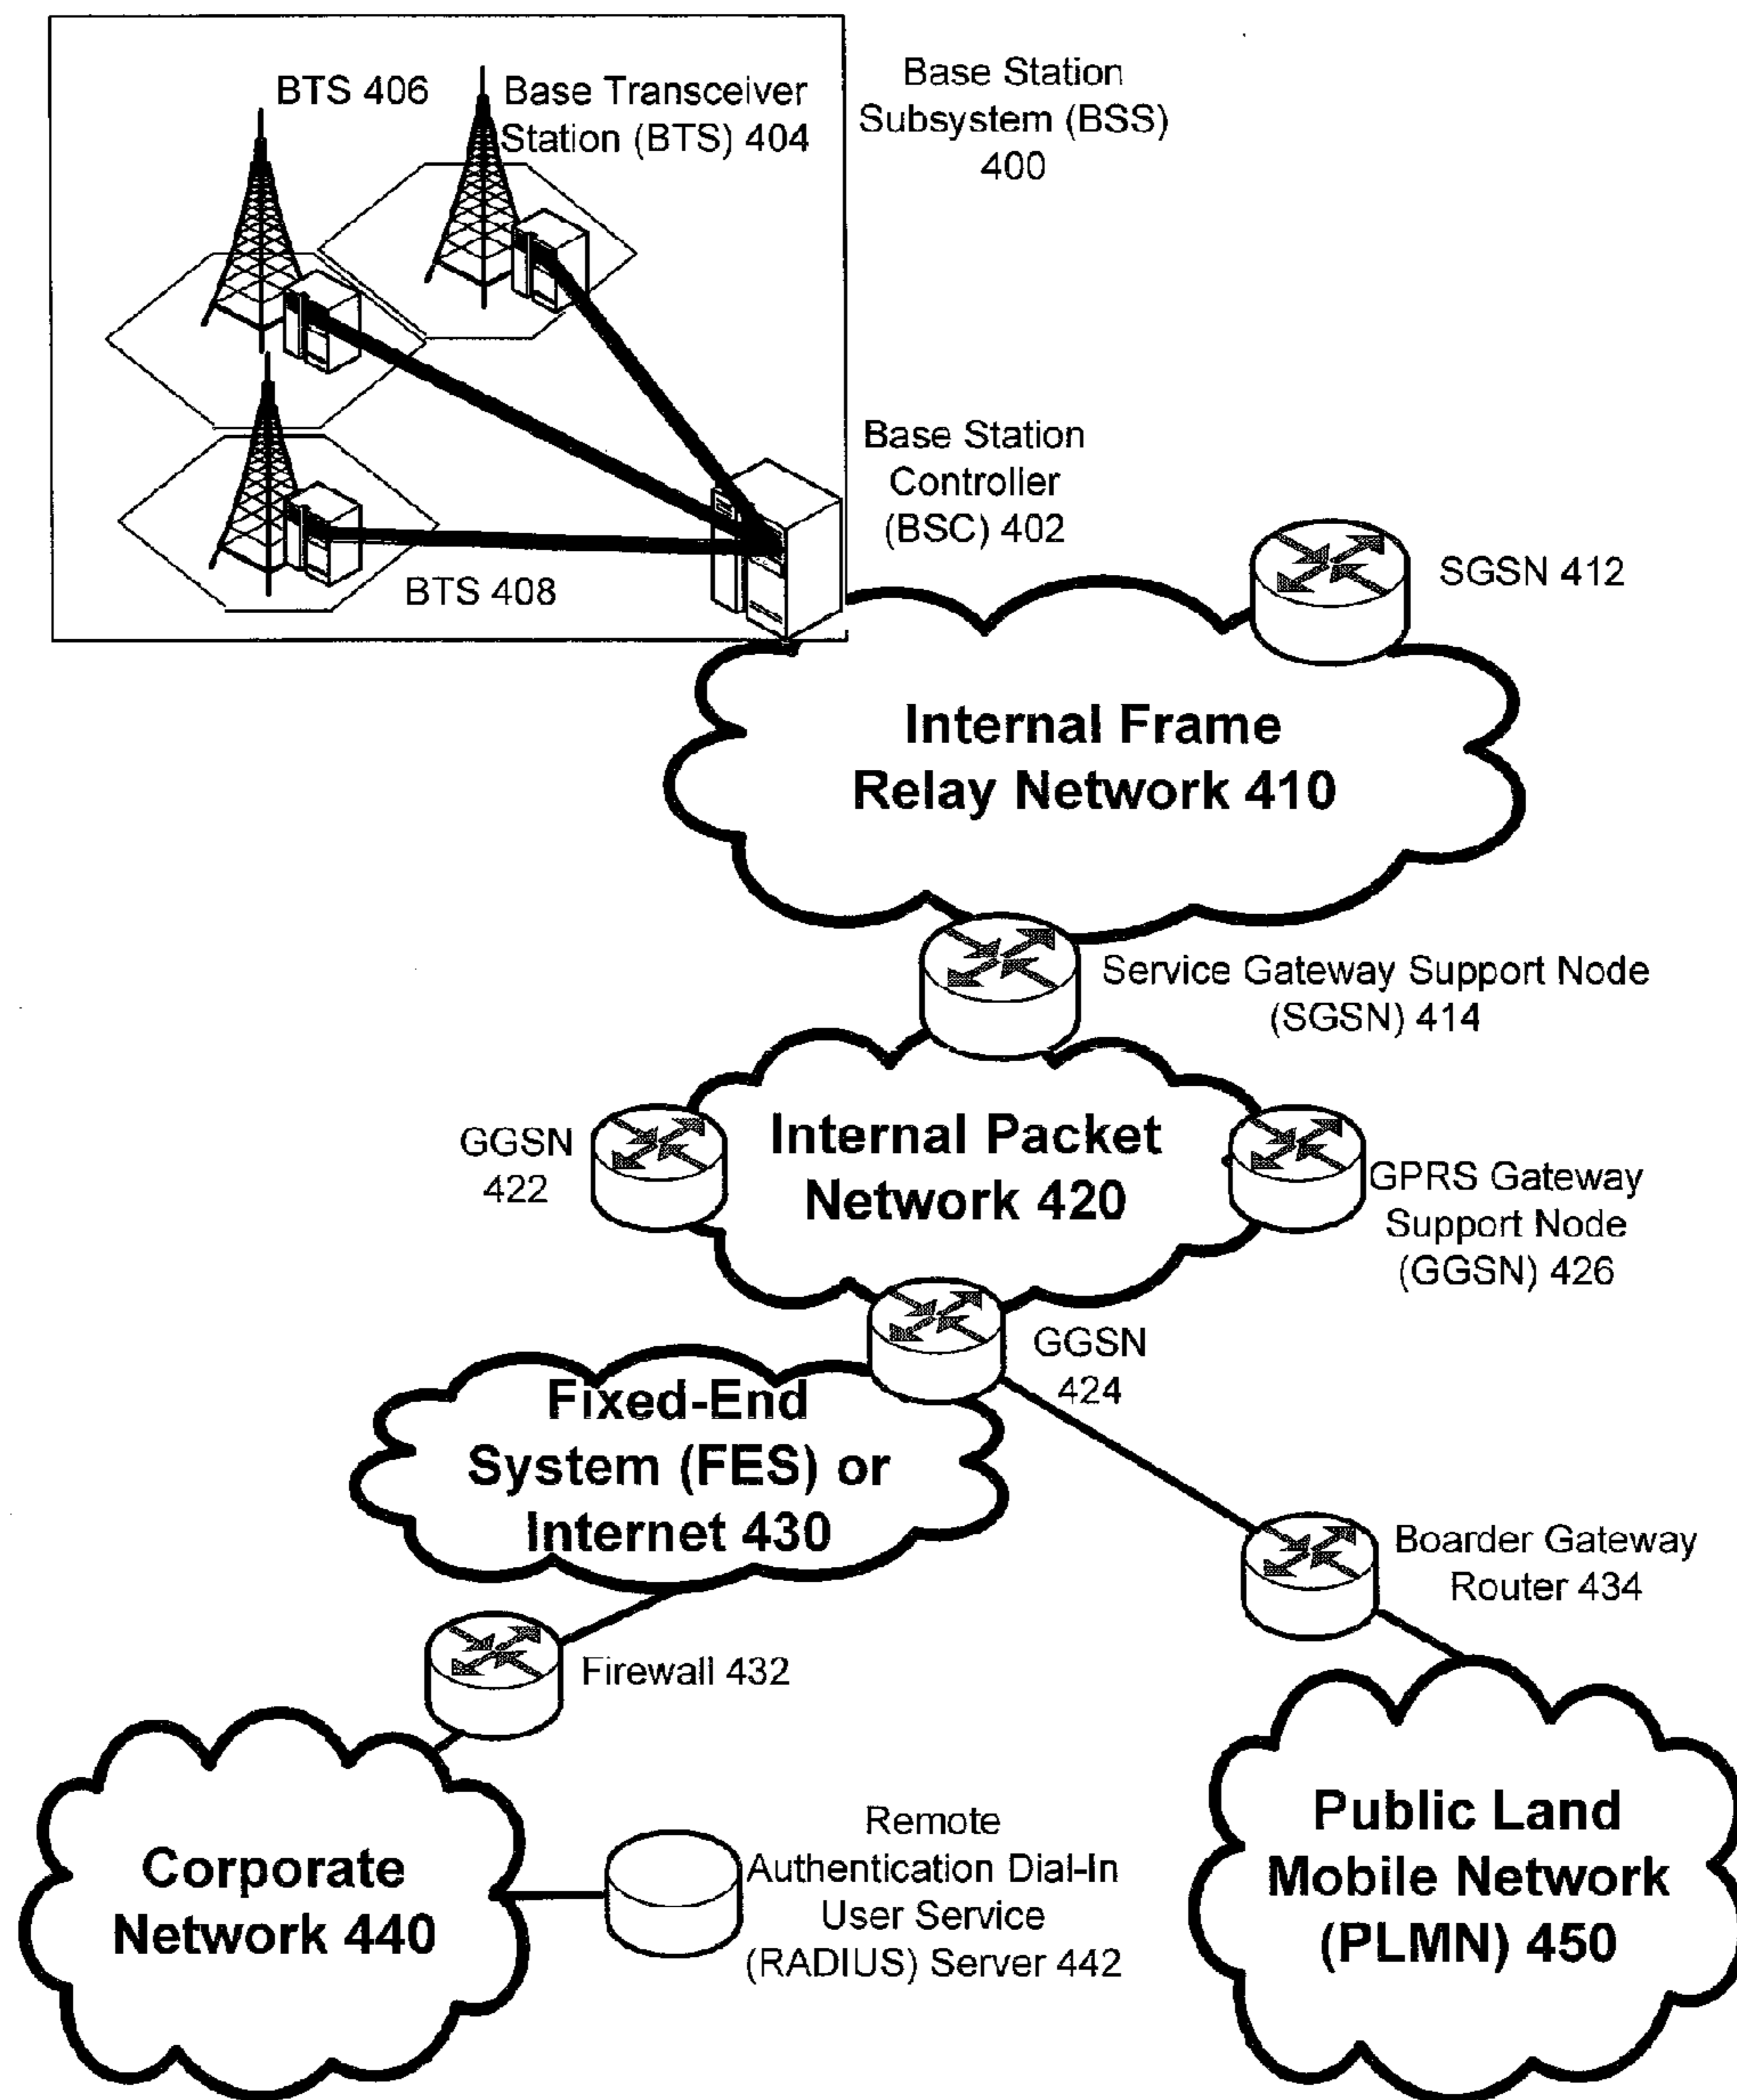 BTS 406
Base Transceiver
Station (BTS) 404
Base Station
Subsystem (BSS)
400
Base Station
Controller
(BSC) 402
BTS 408
SGSN 412
Internal Frame
Relay Network 410
Service Gateway Support Node
(SGSN) 414
GGSN
422
Internal Packet
Network 420
GPRS Gateway
Support Node
(GGSN) 426
GGSN
424
Fixed-End
System (FES) or
Internet 430
Boarder Gateway
Router 434
Firewall 432
Corporate
Network 440
Remote
Authentication Dial-In
User Service
(RADIUS) Server 442
Public Land
Mobile Network
(PLMN) 450